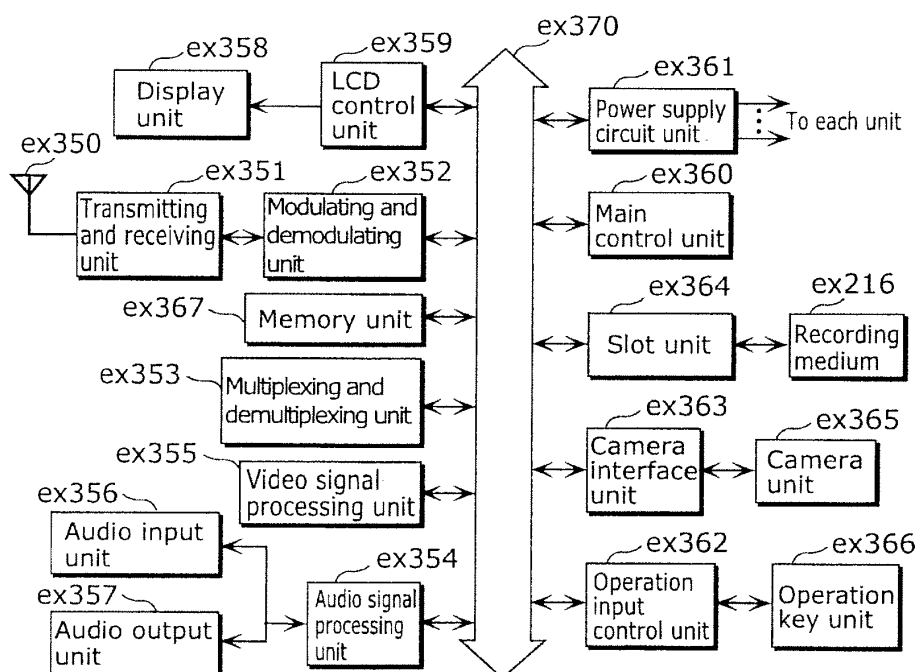 ex370
ex358
ex359
Display
unit
LCD
control
unit
ex361
Power supply
circuit unit
To each unit
ex350
ex351
ex352
Transmitting
and receiving
unit
Modulating and
demodulating
unit
ex360
Main
control unit
ex367
Memory unit
ex364
Slot unit
ex216
Recording
medium
ex353
Multiplexing and
demultiplexing unit
ex363
Camera
interface
unit
ex365
Camera
unit
ex355
Video signal
processing unit
ex356
Audio input
unit
ex354
Audio signal
processing
unit
ex357
Audio output
unit
ex362
Operation
input
control unit
ex366
Operation
key unit